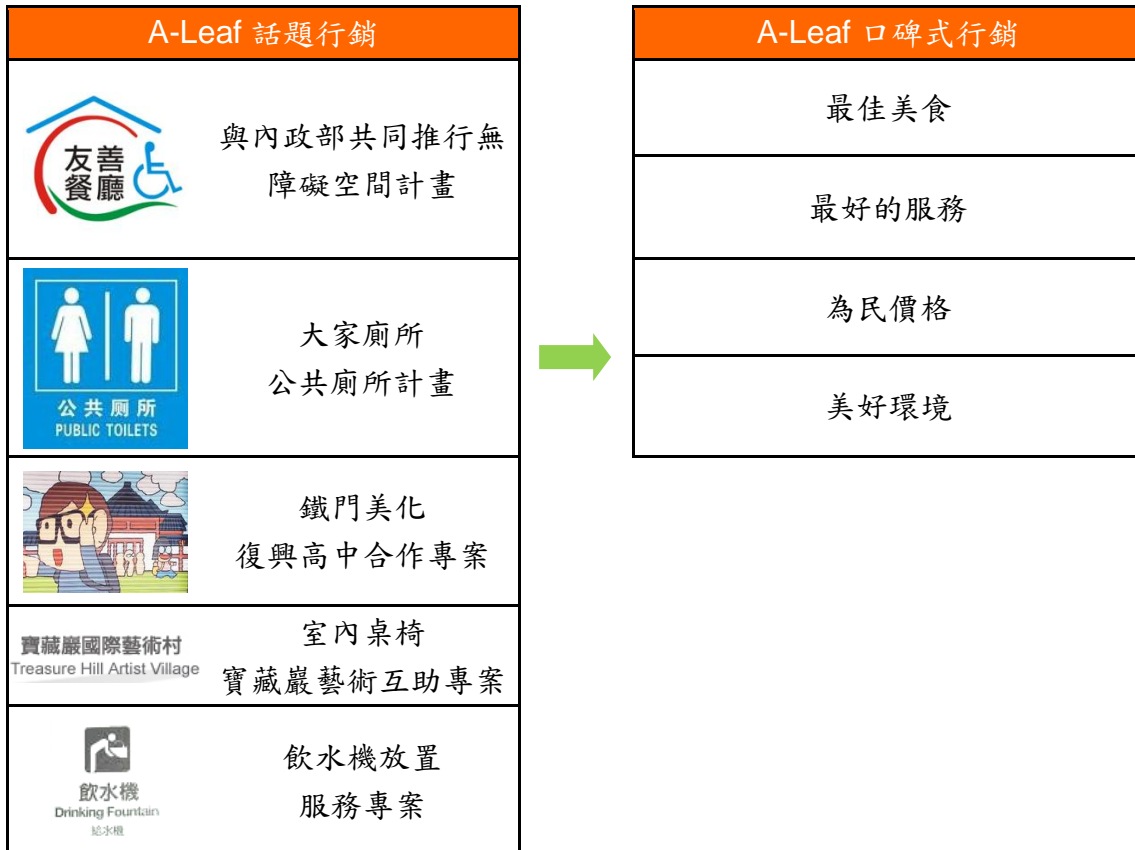 A-Leaf 話題行銷
友善
餐廳
與內政部共同推行無
障礙空間計畫
公共厕所
PUBLIC TOILETS
大家廁所
公共廁所計畫
鐵門美化
復興高中合作專案
寶藏巖國際藝術村
Treasure Hill Artist Village
室內桌椅
寶藏巖藝術互助專案
飲水機
Drinking Fountain
給水機
飲水機放置
服務專案
A-Leaf 口碑式行銷
最佳美食
最好的服務
為民價格
美好環境